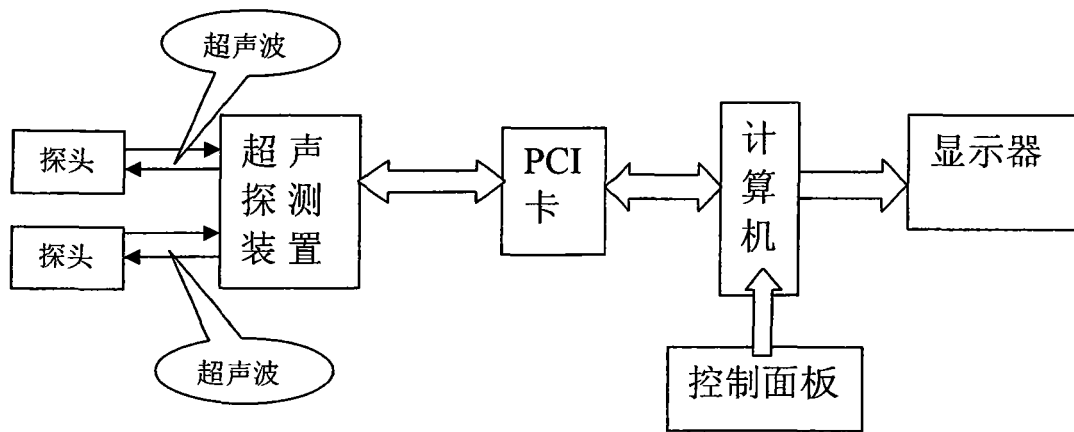 超声波
探头
超 声
探 测
装 置
PCI
卡
计
算
机
显示器
探头
超声波
控制面板